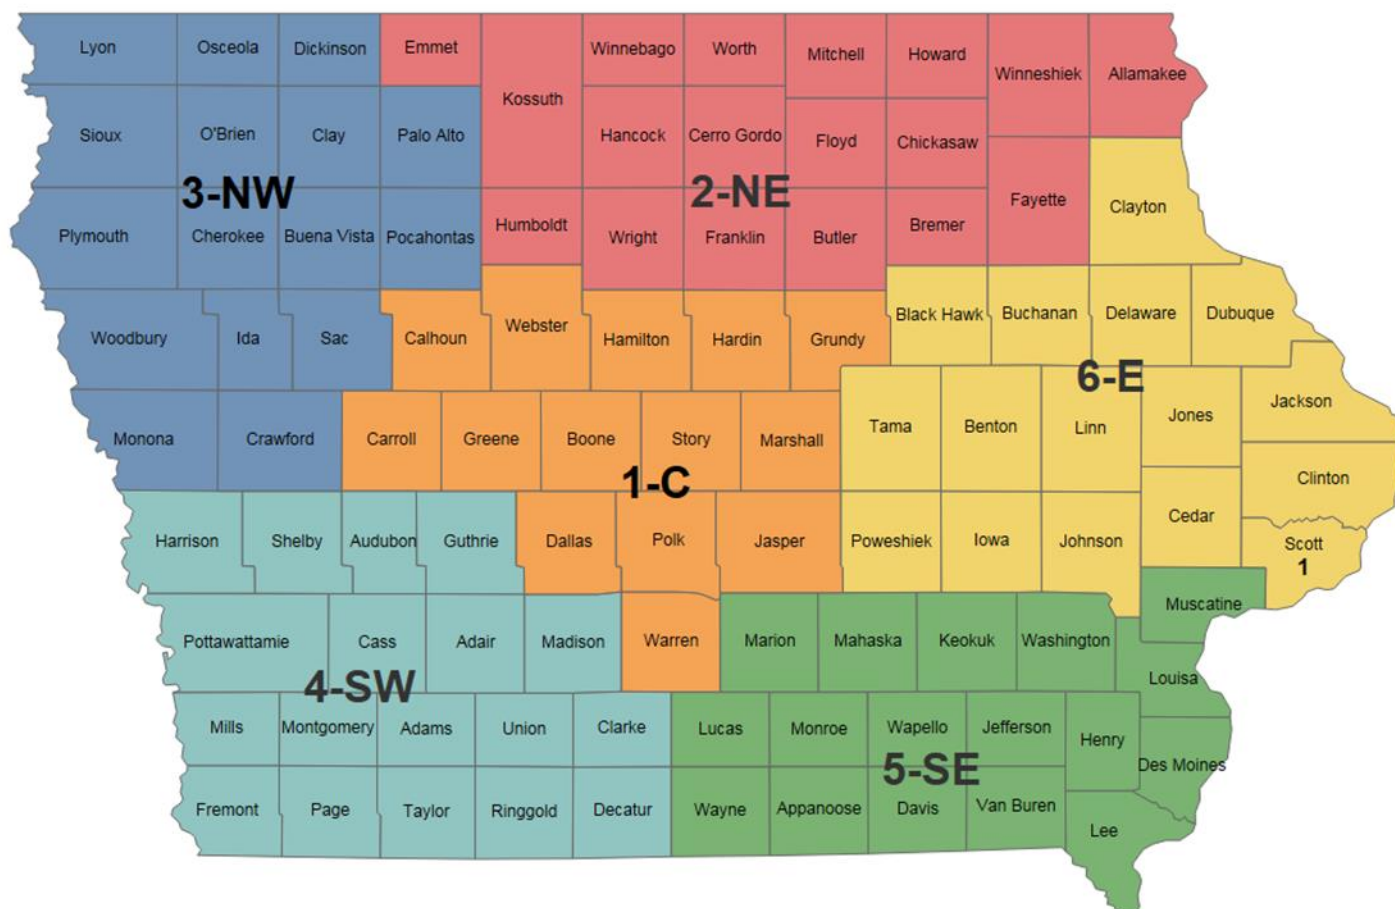 Lyon
Osceola
Dickinson
Emmet
Kossuth
Winnebago
Worth
Mitchell
Howard
Winneshiek
Allamakee
Sioux
O'Brien
Clay
Palo Alto
Hancock
Cerro Gordo
Floyd
Chickasaw
3-NW
2-NE
Fayette
Clayton
Plymouth
Cherokee
Buena Vista
Pocahontas
Humboldt
Wright
Franklin
Butler
Bremer
Woodbury
Ida
Sac
Calhoun
Webster
Hamilton
Hardin
Grundy
Black Hawk
Buchanan
Delaware
Dubuque
6-E
Monona
Crawford
Carroll
Greene
Boone
Story
Marshall
Tama
Benton
Linn
Jones
Jackson
1-C
Clinton
Harrison
Shelby
Audubon
Guthrie
Dallas
Polk
Jasper
Poweshiek
Iowa
Johnson
Cedar
Scott
1
Muscatine
Pottawattamie
Cass
Adair
Madison
Warren
Marion
Mahaska
Keokuk
Washington
Louisa
4-SW
Mills
Montgomery
Adams
Union
Clarke
Lucas
Monroe
Wapello
Jefferson
Henry
Des Moines
5-SE
Fremont
Page
Taylor
Ringgold
Decatur
Wayne
Appanoose
Davis
Van Buren
Lee